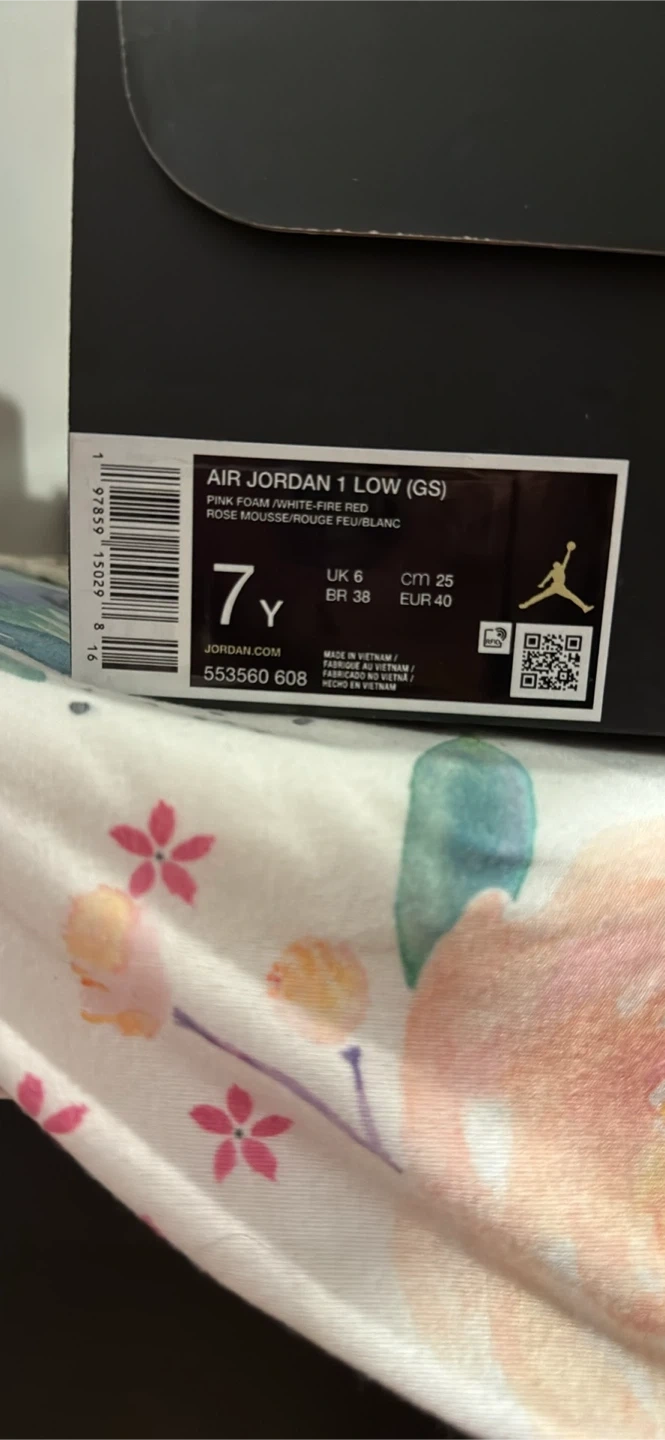 AIR JORDAN 1 LOW (GS)
PINK FOAM /WHITE-FIRE RED
ROSE MOUSSE/ROUGE FEU/BLANC
7 Y
UK 6 cm 25
BR 38 EUR 40
JORDAN.COM
553560 608
MADE IN VIETNAM /
FABRIQUÉ AU VIETNAM /
FABRICADO NO VIETNÃ /
HECHO EN VIETNAM
RFID
1 97859 15029 8 16